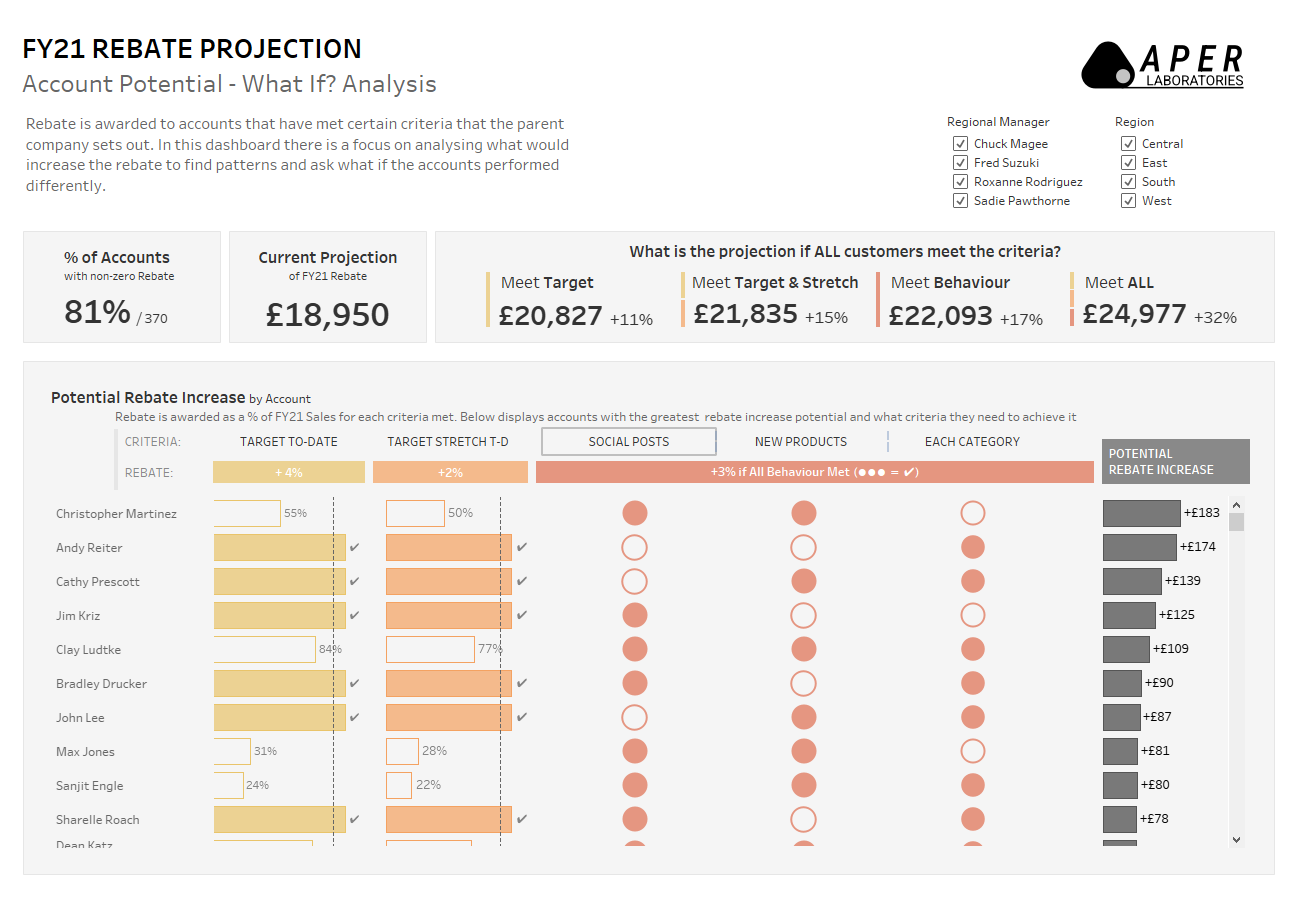 FY21 REBATE PROJECTION
Account Potential - What If? Analysis
APER
LABORATORIES
Rebate is awarded to accounts that have met certain criteria that the parent
company sets out. In this dashboard there is a focus on analysing what would
increase the rebate to find patterns and ask what if the accounts performed
differently.
Regional Manager
Chuck Magee
Fred Suzuki
Roxanne Rodriguez
Sadie Pawthorne
Region
Central
East
South
West
% of Accounts
with non-zero Rebate
81% / 370
Current Projection
of FY21 Rebate
£18,950
What is the projection if ALL customers meet the criteria?
Meet Target
£20,827 +11%
Meet Target & Stretch
£21,835 +15%
Meet Behaviour
£22,093 +17%
Meet ALL
£24,977 +32%
Potential Rebate Increase by Account
Rebate is awarded as a % of FY21 Sales for each criteria met. Below displays accounts with the greatest rebate increase potential and what criteria they need to achieve it
CRITERIA: TARGET TO-DATE TARGET STRETCH T-D SOCIAL POSTS NEW PRODUCTS EACH CATEGORY
REBATE: + 4% +2% +3% if All Behaviour Met (●●● = ✔)
POTENTIAL
REBATE INCREASE
Christopher Martinez 55% 50% +£183
Andy Reiter ✔ ✔ +£174
Cathy Prescott ✔ ✔ +£139
Jim Kriz ✔ ✔ +£125
Clay Ludtke 84% 77% +£109
Bradley Drucker ✔ ✔ +£90
John Lee ✔ ✔ +£87
Max Jones 31% 28% +£81
Sanjit Engle 24% 22% +£80
Sharelle Roach ✔ ✔ +£78
Dean Katz